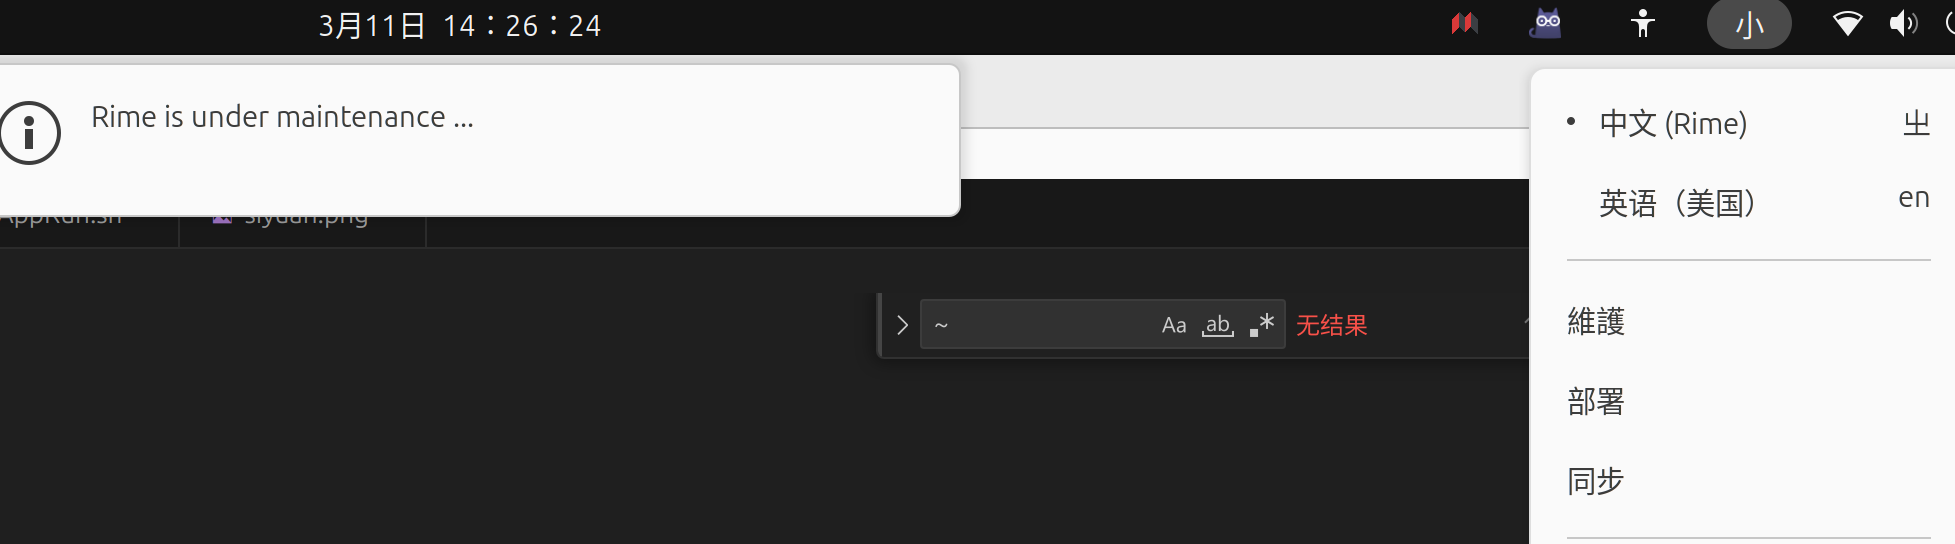 3月11日 14：26：24
小
Rime is under maintenance ...
AppRun.sh
siyuan.png
~
Aa
ab
.*
无结果
• 中文 (Rime)
㞢
英语（美国）
en
維護
部署
同步